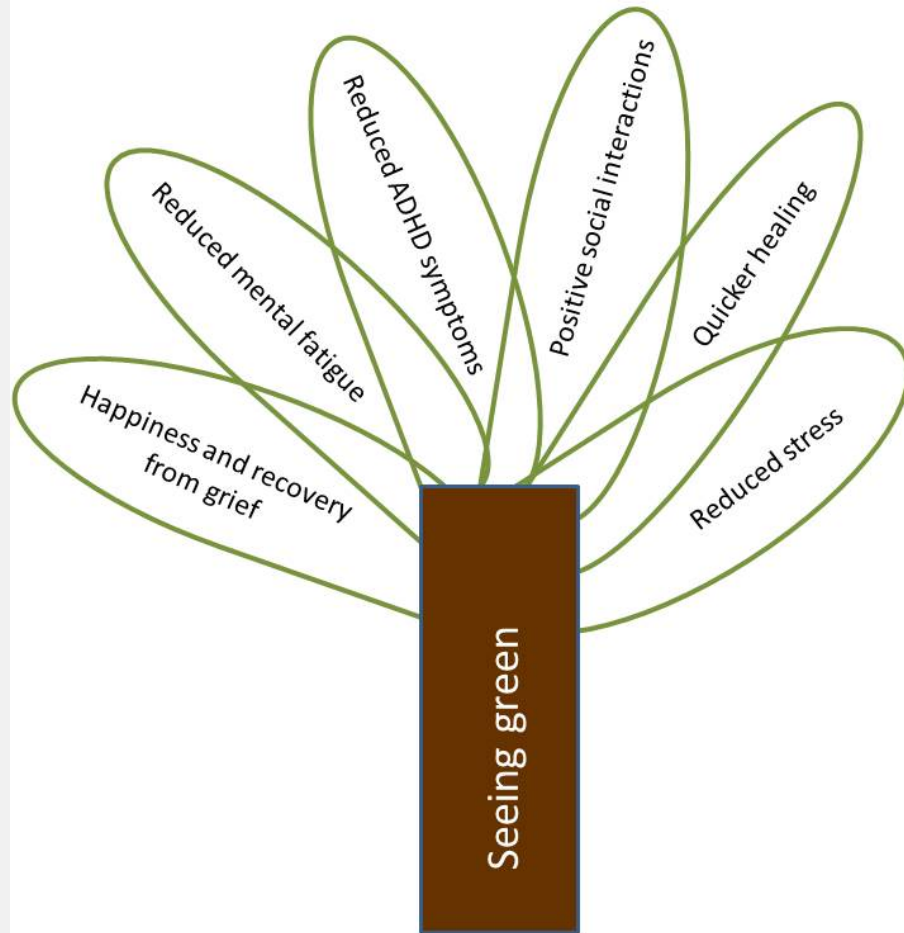 Happiness and recovery
from grief
Reduced mental fatigue
Reduced ADHD symptoms
Positive social interactions
Quicker healing
Reduced stress
Seeing green